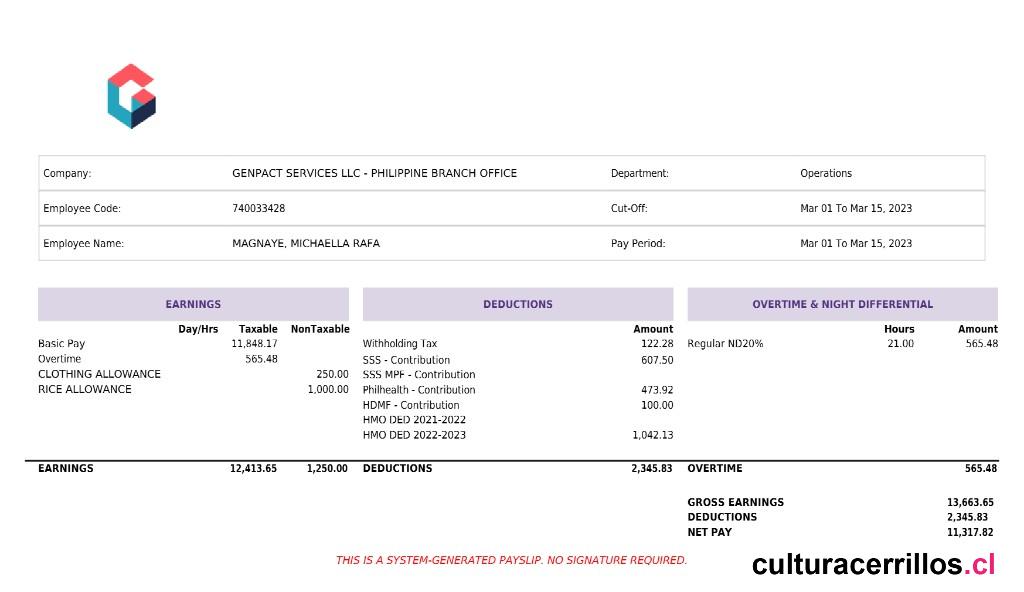 Company: GENPACT SERVICES LLC - PHILIPPINE BRANCH OFFICE Department: Operations
Employee Code: 740033428 Cut-Off: Mar 01 To Mar 15, 2023
Employee Name: MAGNAYE, MICHAELLA RAFA Pay Period: Mar 01 To Mar 15, 2023
EARNINGS DEDUCTIONS OVERTIME & NIGHT DIFFERENTIAL
Day/Hrs Taxable NonTaxable Amount Hours Amount
Basic Pay 11,848.17 Withholding Tax 122.28 Regular ND20% 21.00 565.48
Overtime 565.48 SSS - Contribution 607.50
CLOTHING ALLOWANCE 250.00 SSS MPF - Contribution
RICE ALLOWANCE 1,000.00 Philhealth - Contribution 473.92
HDMF - Contribution 100.00
HMO DED 2021-2022
HMO DED 2022-2023 1,042.13
EARNINGS 12,413.65 1,250.00 DEDUCTIONS 2,345.83 OVERTIME 565.48
GROSS EARNINGS 13,663.65
DEDUCTIONS 2,345.83
NET PAY 11,317.82
THIS IS A SYSTEM-GENERATED PAYSLIP. NO SIGNATURE REQUIRED.
culturacerrillos.cl